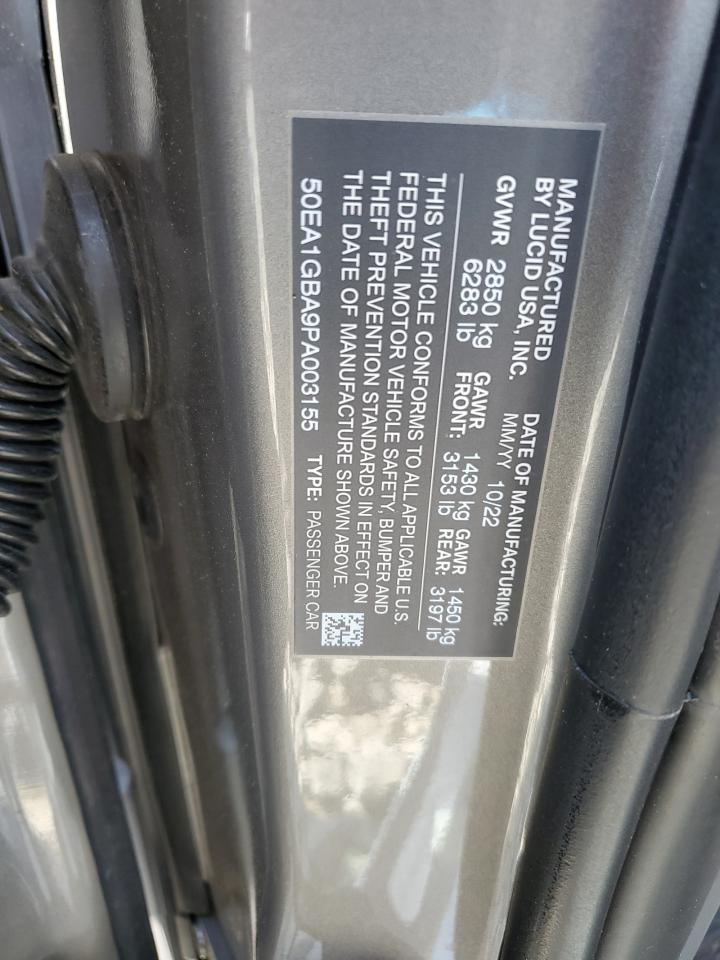 MANUFACTURED
BY LUCID USA, INC.
DATE OF MANUFACTURING:
MM/YY 10/22
GVWR 2850 kg
6283 lb
GAWR
FRONT:
1430 kg
3153 lb
GAWR
REAR:
1450 kg
3197 lb
THIS VEHICLE CONFORMS TO ALL APPLICABLE U.S.
FEDERAL MOTOR VEHICLE SAFETY, BUMPER AND
THEFT PREVENTION STANDARDS IN EFFECT ON
THE DATE OF MANUFACTURE SHOWN ABOVE.
50EA1GBA9PA003155 TYPE: PASSENGER CAR